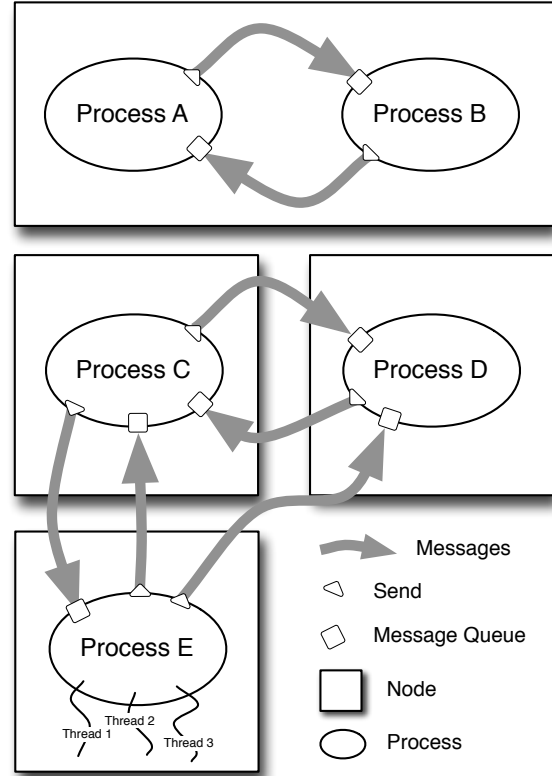 Process A
Process B
Process C
Process D
Process E
Thread 1
Thread 2
Thread 3
Messages
Send
Message Queue
Node
Process